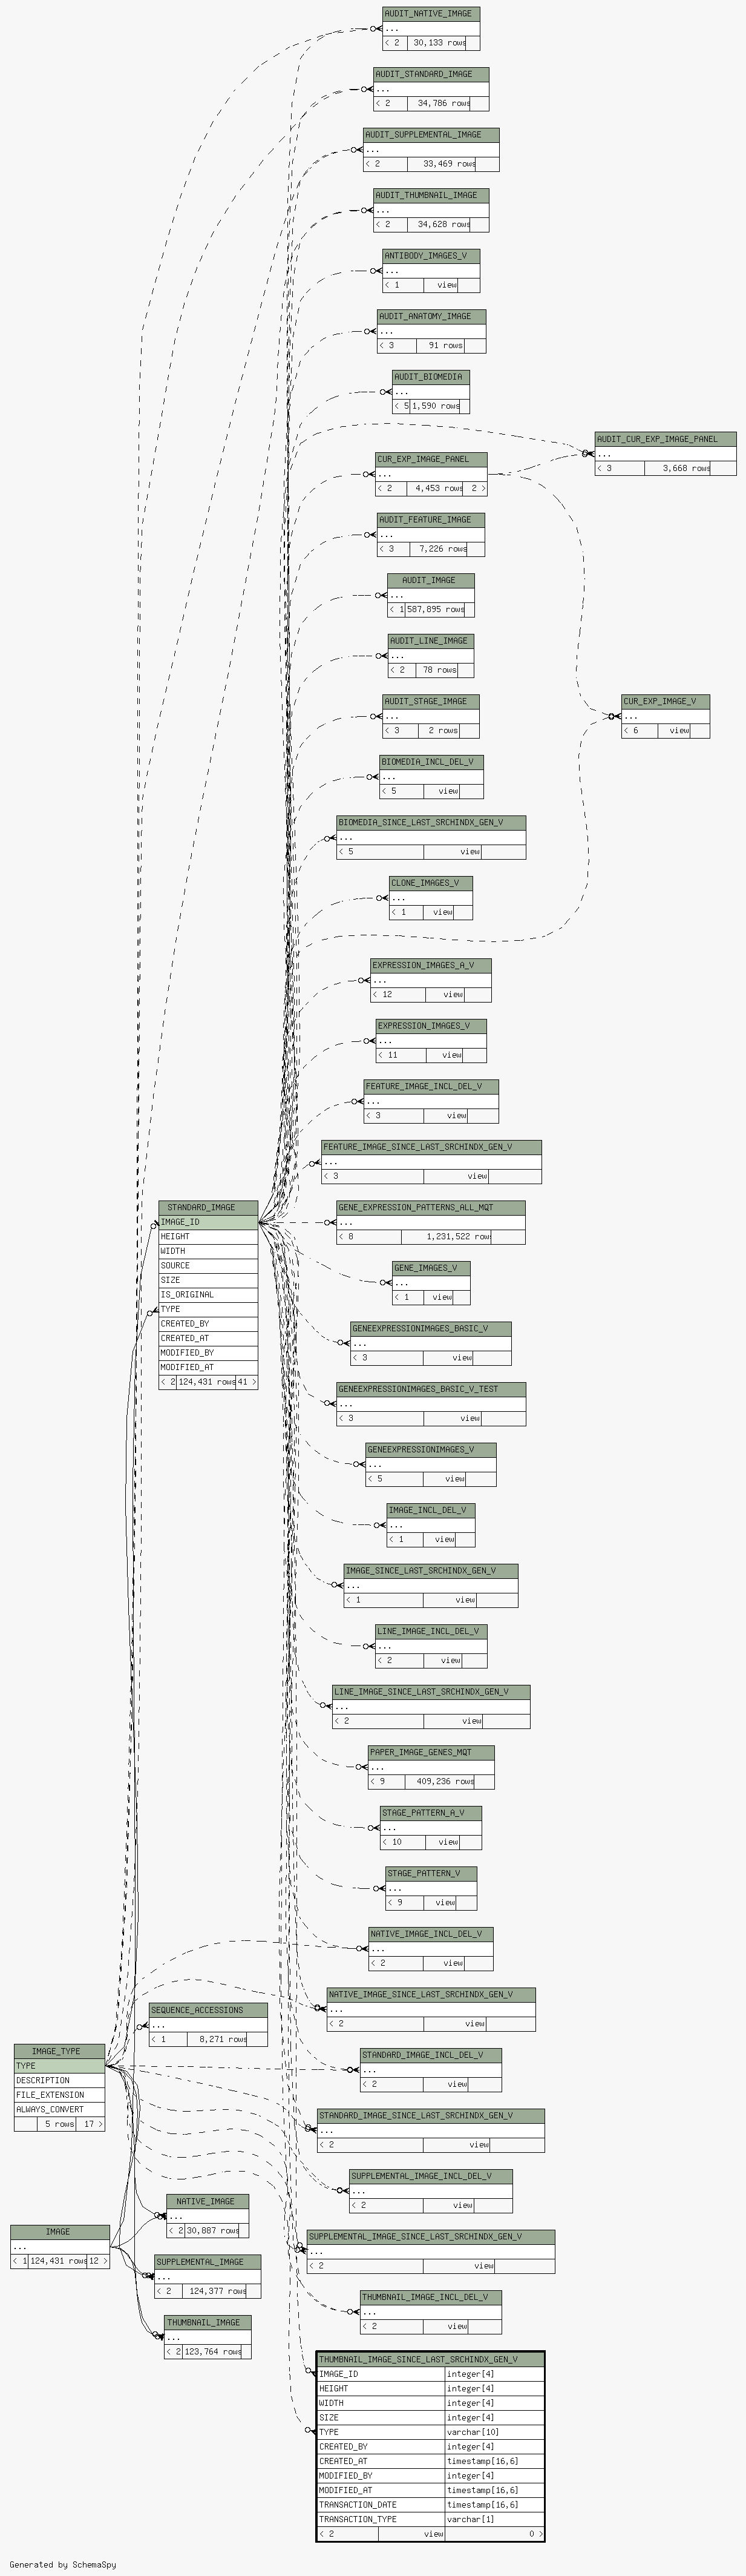 AUDIT_NATIVE_IMAGE
...
< 2 30,133 rows
AUDIT_STANDARD_IMAGE
...
< 2 34,786 rows
AUDIT_SUPPLEMENTAL_IMAGE
...
< 2 33,469 rows
AUDIT_THUMBNAIL_IMAGE
...
< 2 34,628 rows
ANTIBODY_IMAGES_V
...
< 1 view
AUDIT_ANATOMY_IMAGE
...
< 3 91 rows
AUDIT_BIOMEDIA
...
< 5 1,590 rows
AUDIT_CUR_EXP_IMAGE_PANEL
...
< 3 3,668 rows
CUR_EXP_IMAGE_PANEL
...
< 2 4,453 rows 2 >
AUDIT_FEATURE_IMAGE
...
< 3 7,226 rows
AUDIT_IMAGE
...
< 1 587,895 rows
AUDIT_LINE_IMAGE
...
< 2 78 rows
AUDIT_STAGE_IMAGE
...
< 3 2 rows
CUR_EXP_IMAGE_V
...
< 6 view
BIOMEDIA_INCL_DEL_V
...
< 5 view
BIOMEDIA_SINCE_LAST_SRCHINDX_GEN_V
...
< 5 view
CLONE_IMAGES_V
...
< 1 view
EXPRESSION_IMAGES_A_V
...
< 12 view
EXPRESSION_IMAGES_V
...
< 11 view
FEATURE_IMAGE_INCL_DEL_V
...
< 3 view
FEATURE_IMAGE_SINCE_LAST_SRCHINDX_GEN_V
...
< 3 view
STANDARD_IMAGE
IMAGE_ID
HEIGHT
WIDTH
SOURCE
SIZE
IS_ORIGINAL
TYPE
CREATED_BY
CREATED_AT
MODIFIED_BY
MODIFIED_AT
< 2 124,431 rows 41 >
GENE_EXPRESSION_PATTERNS_ALL_MQT
...
< 8 1,231,522 rows
GENE_IMAGES_V
...
< 1 view
GENEEXPRESSIONIMAGES_BASIC_V
...
< 3 view
GENEEXPRESSIONIMAGES_BASIC_V_TEST
...
< 3 view
GENEEXPRESSIONIMAGES_V
...
< 5 view
IMAGE_INCL_DEL_V
...
< 1 view
IMAGE_SINCE_LAST_SRCHINDX_GEN_V
...
< 1 view
LINE_IMAGE_INCL_DEL_V
...
< 2 view
LINE_IMAGE_SINCE_LAST_SRCHINDX_GEN_V
...
< 2 view
PAPER_IMAGE_GENES_MQT
...
< 9 409,236 rows
STAGE_PATTERN_A_V
...
< 10 view
STAGE_PATTERN_V
...
< 9 view
NATIVE_IMAGE_INCL_DEL_V
...
< 2 view
NATIVE_IMAGE_SINCE_LAST_SRCHINDX_GEN_V
...
< 2 view
SEQUENCE_ACCESSIONS
...
< 1 8,271 rows
IMAGE_TYPE
TYPE
DESCRIPTION
FILE_EXTENSION
ALWAYS_CONVERT
5 rows 17 >
STANDARD_IMAGE_INCL_DEL_V
...
< 2 view
STANDARD_IMAGE_SINCE_LAST_SRCHINDX_GEN_V
...
< 2 view
SUPPLEMENTAL_IMAGE_INCL_DEL_V
...
< 2 view
NATIVE_IMAGE
...
< 2 30,887 rows
IMAGE
...
< 1 124,431 rows 12 >
SUPPLEMENTAL_IMAGE_SINCE_LAST_SRCHINDX_GEN_V
...
< 2 view
SUPPLEMENTAL_IMAGE
...
< 2 124,377 rows
THUMBNAIL_IMAGE_INCL_DEL_V
...
< 2 view
THUMBNAIL_IMAGE
...
< 2 123,764 rows
THUMBNAIL_IMAGE_SINCE_LAST_SRCHINDX_GEN_V
IMAGE_ID integer[4]
HEIGHT integer[4]
WIDTH integer[4]
SIZE integer[4]
TYPE varchar[10]
CREATED_BY integer[4]
CREATED_AT timestamp[16,6]
MODIFIED_BY integer[4]
MODIFIED_AT timestamp[16,6]
TRANSACTION_DATE timestamp[16,6]
TRANSACTION_TYPE varchar[1]
< 2 view 0 >
Generated by SchemaSpy